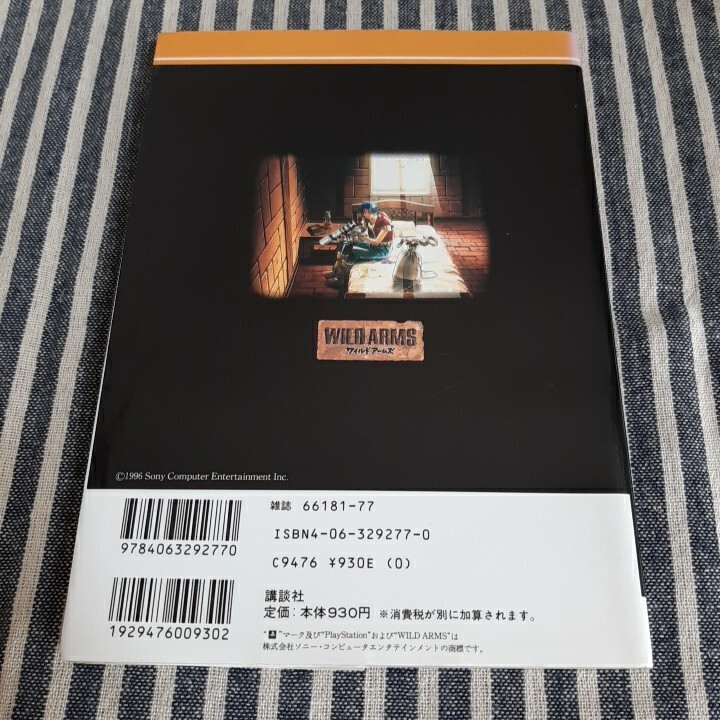 WILD ARMS
ワイルドアームズ
©1996 Sony Computer Entertainment Inc.
雑誌 66181-77
ISBN4-06-329277-0
C9476 ¥930E (0)
9784063292770
1929476009302
講談社
定価：本体930円 ※消費税が別に加算されます。
"マーク及び"PlayStation"および"WILD ARMS"は
株式会社ソニー・コンピュータエンタテインメントの商標です。